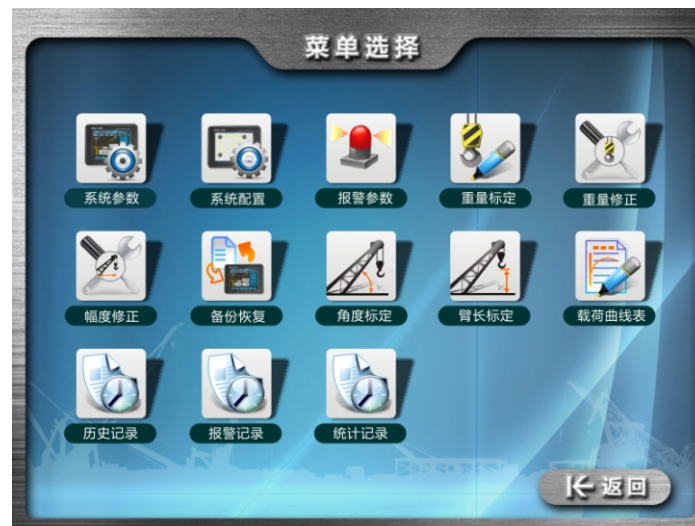 菜单选择
系统参数
系统配置
报警参数
重量标定
重量修正
幅度修正
备份恢复
角度标定
臂长标定
载荷曲线表
历史记录
报警记录
统计记录
返回